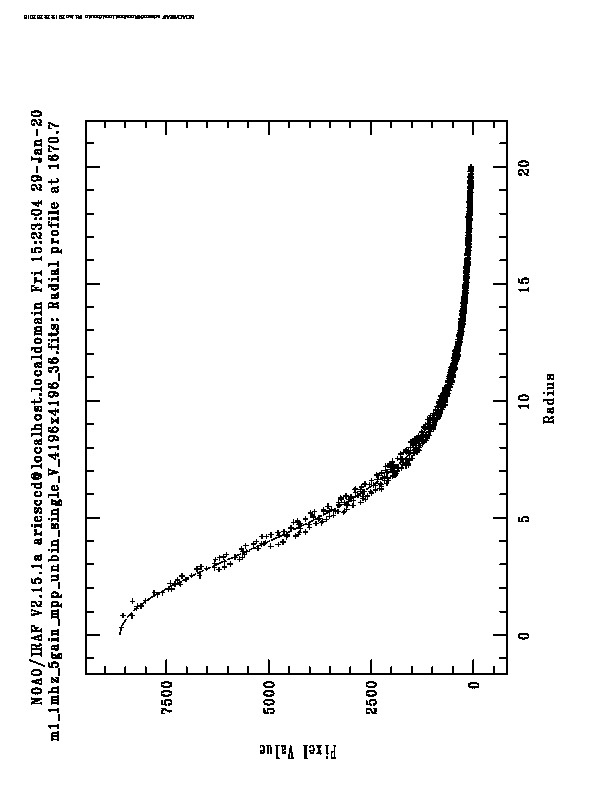 NOAO/IRAF V2.15.1a ariesccd@localhost.localdomain Fri 15:23:04 29-Jan-20
m1_1mhz_5gain_mpp_unbin_single_V_4196x4196_36.fits: Radial profile at 1670.7
7500
5000
2500
0
Pixel Value
0
5
10
15
20
Radius